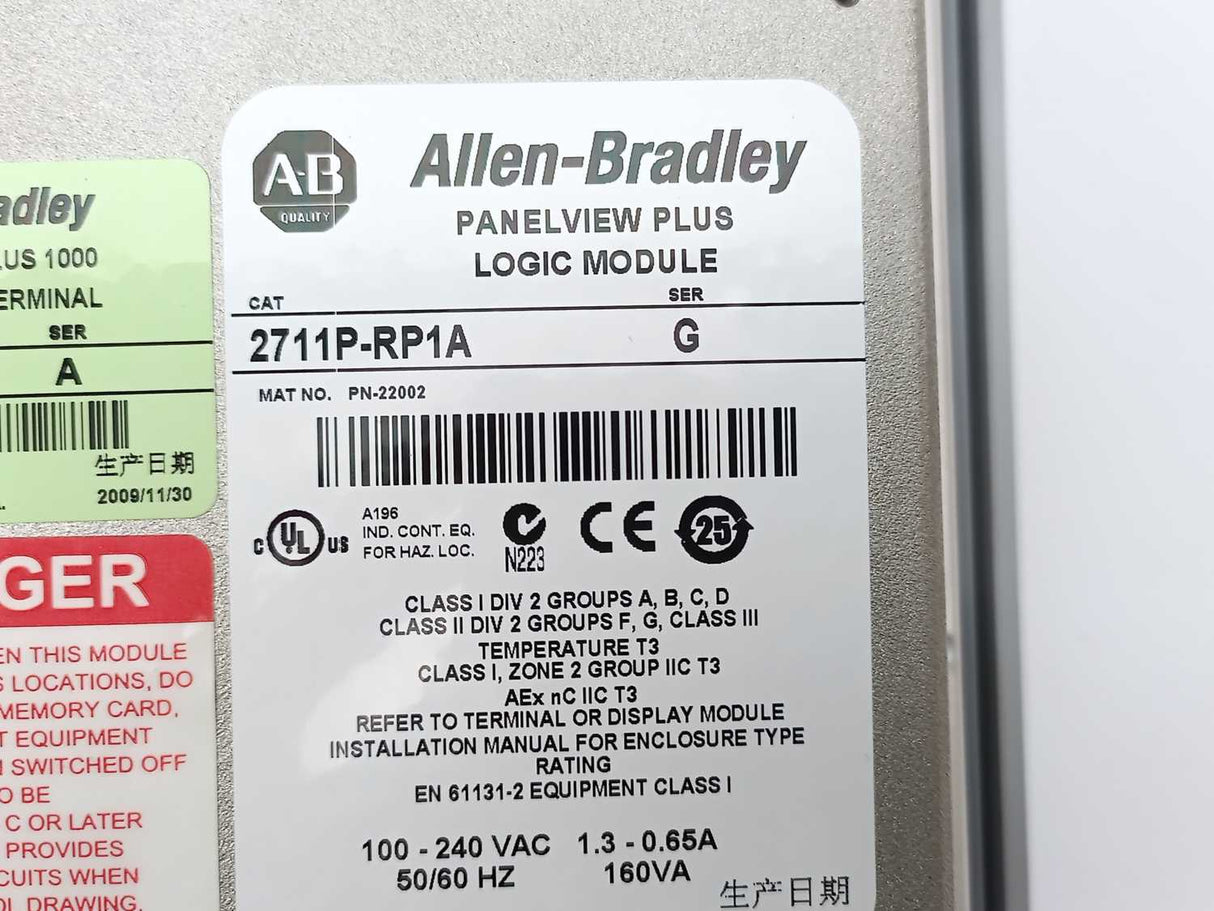 adley
LUS 1000
ERMINAL
SER
A
生产日期
2009/11/30
GER
EN THIS MODULE
S LOCATIONS, DO
MEMORY CARD,
T EQUIPMENT
SWITCHED OFF
O BE
C OR LATER
PROVIDES
CUITS WHEN
OL DRAWING.
A-B
QUALITY
Allen-Bradley
PANELVIEW PLUS
LOGIC MODULE
CAT SER
2711P-RP1A G
MAT NO. PN-22002
C UL US
A196
IND. CONT. EQ.
FOR HAZ. LOC.
N223
CE
25
CLASS I DIV 2 GROUPS A, B, C, D
CLASS II DIV 2 GROUPS F, G, CLASS III
TEMPERATURE T3
CLASS I, ZONE 2 GROUP IIC T3
AEx nC IIC T3
REFER TO TERMINAL OR DISPLAY MODULE
INSTALLATION MANUAL FOR ENCLOSURE TYPE
RATING
EN 61131-2 EQUIPMENT CLASS I
100 - 240 VAC 1.3 - 0.65A
50/60 HZ 160VA
生产日期